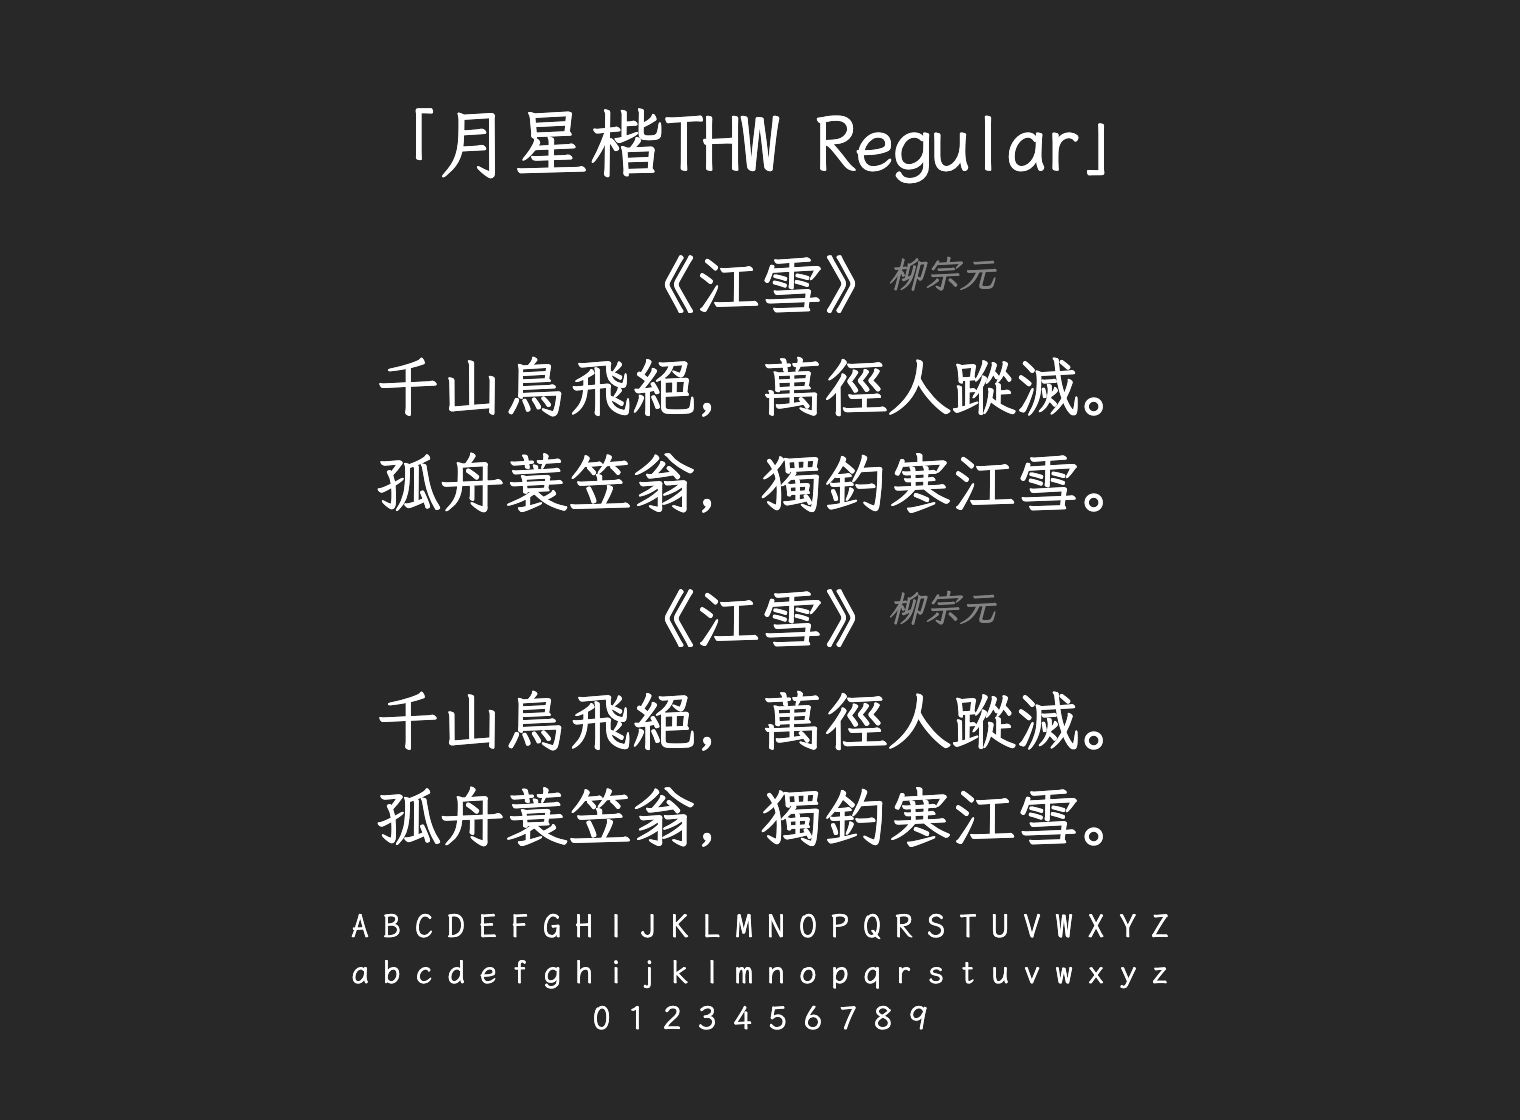 「月星楷THW Regular」
《江雪》 柳宗元
千山鳥飛絕，萬徑人蹤滅。
孤舟蓑笠翁，獨釣寒江雪。
《江雪》 柳宗元
千山鳥飛絕，萬徑人蹤滅。
孤舟蓑笠翁，獨釣寒江雪。
A B C D E F G H I J K L M N O P Q R S T U V W X Y Z
a b c d e f g h i j k l m n o p q r s t u v w x y z
0 1 2 3 4 5 6 7 8 9